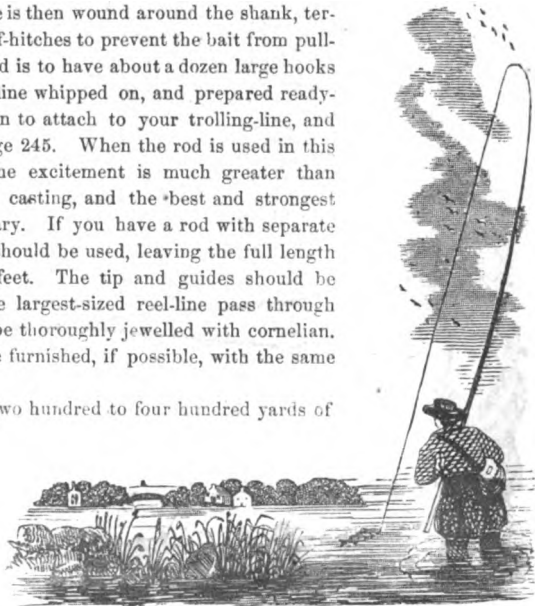 e is then wound around the shank, ter-
f-hitches to prevent the bait from pull-
d is to have about a dozen large hooks
ine whipped on, and prepared ready-
n to attach to your trolling-line, and
ge 245. When the rod is used in this
he excitement is much greater than
casting, and the best and strongest
ry. If you have a rod with separate
should be used, leaving the full length
feet. The tip and guides should be
e largest-sized reel-line pass through
be thoroughly jewelled with cornelian.
e furnished, if possible, with the same
wo hundred to four hundred yards of